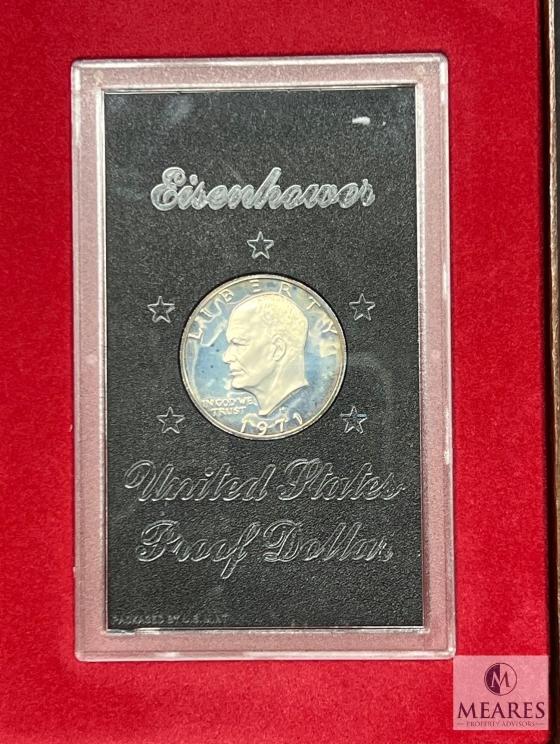 Eisenhower
LIBERTY
IN GOD WE
TRUST
1971
United States
Proof Dollar
PACKAGED BY U.S. MINT
M
MEARES
PROPERTY ADVISORS